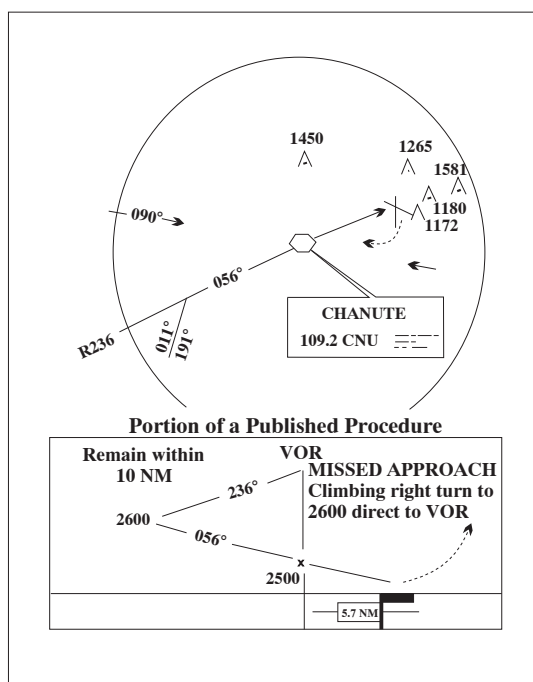 1450
1265
1581
1180
1172
090°
056°
R236
011°
191°
CHANUTE
109.2 CNU
Portion of a Published Procedure
Remain within
10 NM
VOR
236°
2600
056°
2500
MISSED APPROACH
Climbing right turn to
2600 direct to VOR
x
5.7 NM